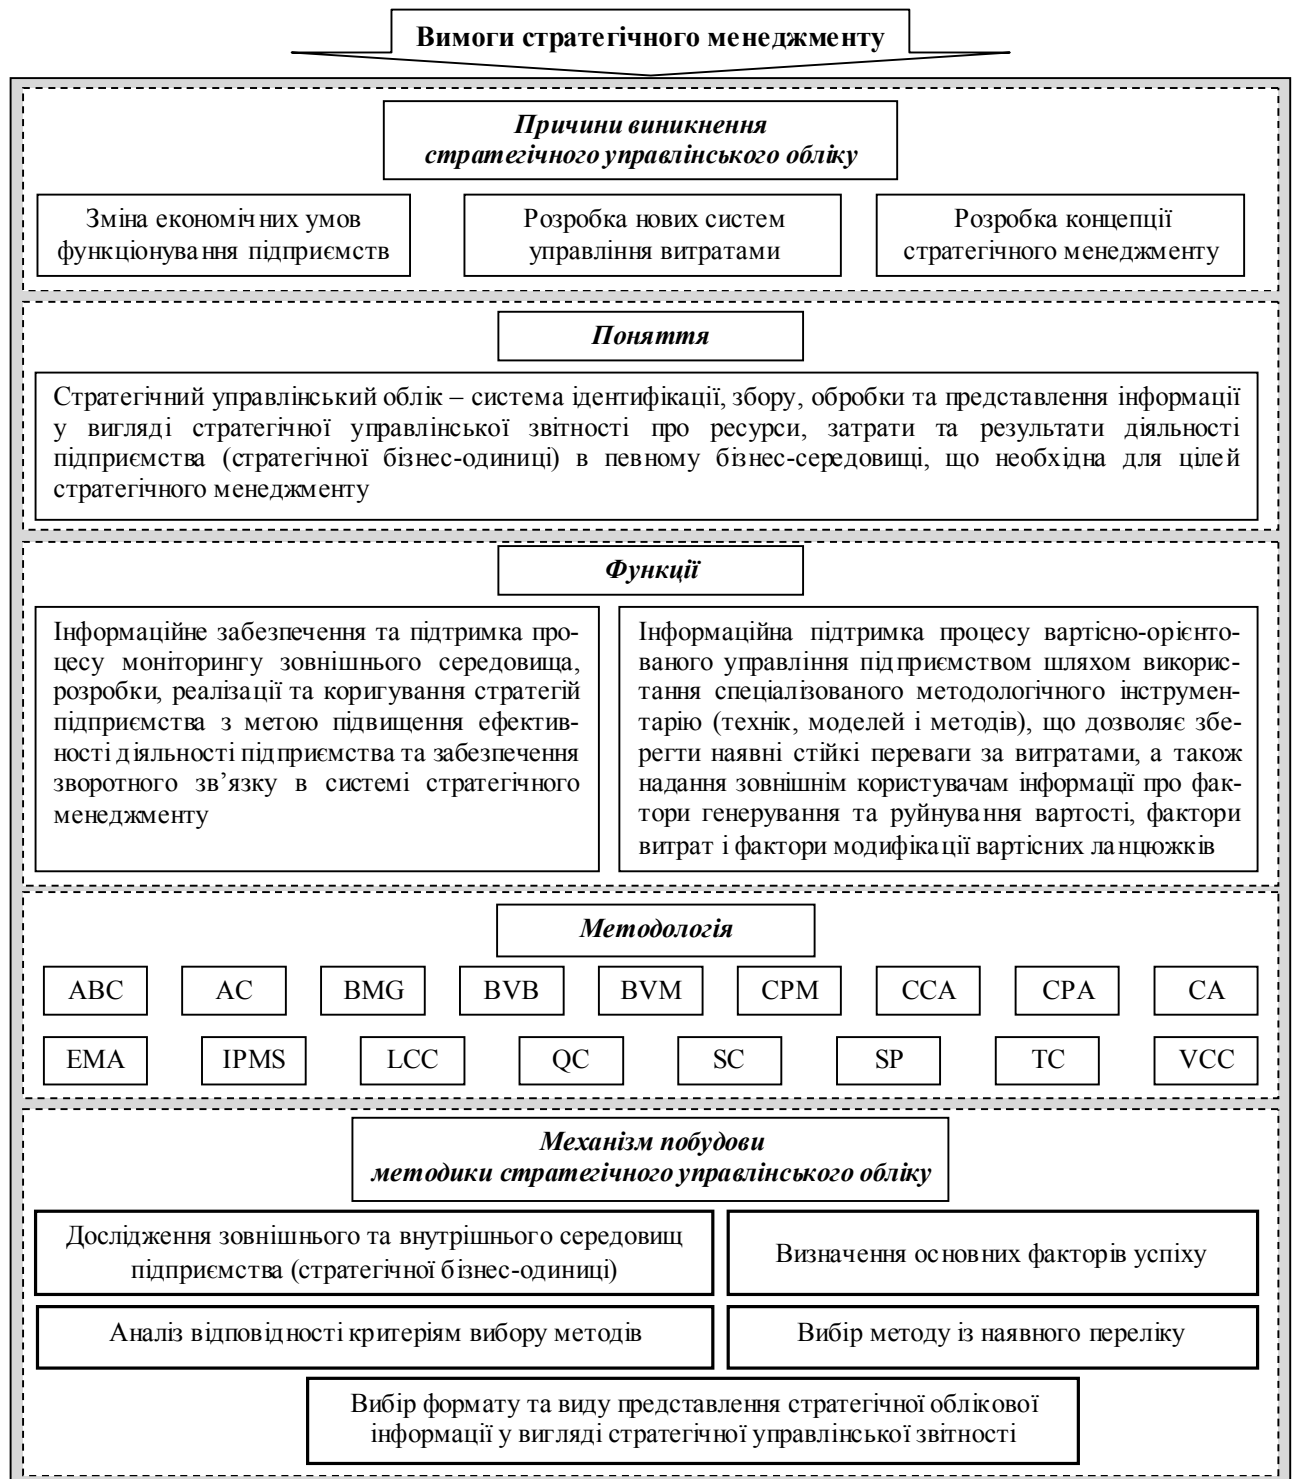 Вимоги стратегічного менеджменту
Причини виникнення
стратегічного управлінського обліку
Зміна економічних умов
функціонування підприємств
Розробка нових систем
управління витратами
Розробка концепції
стратегічного менеджменту
Поняття
Стратегічний управлінський облік – система ідентифікації, збору, обробки та представлення інформації
у вигляді стратегічної управлінської звітності про ресурси, затрати та результати діяльності
підприємства (стратегічної бізнес-одиниці) в певному бізнес-середовищі, що необхідна для цілей
стратегічного менеджменту
Функції
Інформаційне забезпечення та підтримка про-
цесу моніторингу зовнішнього середовища,
розробки, реалізації та коригування стратегій
підприємства з метою підвищення ефектив-
ності діяльності підприємства та забезпечення
зворотного зв’язку в системі стратегічного
менеджменту
Інформаційна підтримка процесу вартісно-орієнто-
ваного управління підприємством шляхом викорис-
тання спеціалізованого методологічного інструмен-
тарію (технік, моделей і методів), що дозволяє збе-
регти наявні стійкі переваги за витратами, а також
надання зовнішнім користувачам інформації про фак-
тори генерування та руйнування вартості, фактори
витрат і фактори модифікації вартісних ланцюжків
Методологія
ABC AC BMG BVB BVM CPM CCA CPA CA
EMA IPMS LCC QC SC SP TC VCC
Механізм побудови
методики стратегічного управлінського обліку
Дослідження зовнішнього та внутрішнього середовищ
підприємства (стратегічної бізнес-одиниці)
Визначення основних факторів успіху
Аналіз відповідності критеріям вибору методів
Вибір методу із наявного переліку
Вибір формату та виду представлення стратегічної облікової
інформації у вигляді стратегічної управлінської звітності